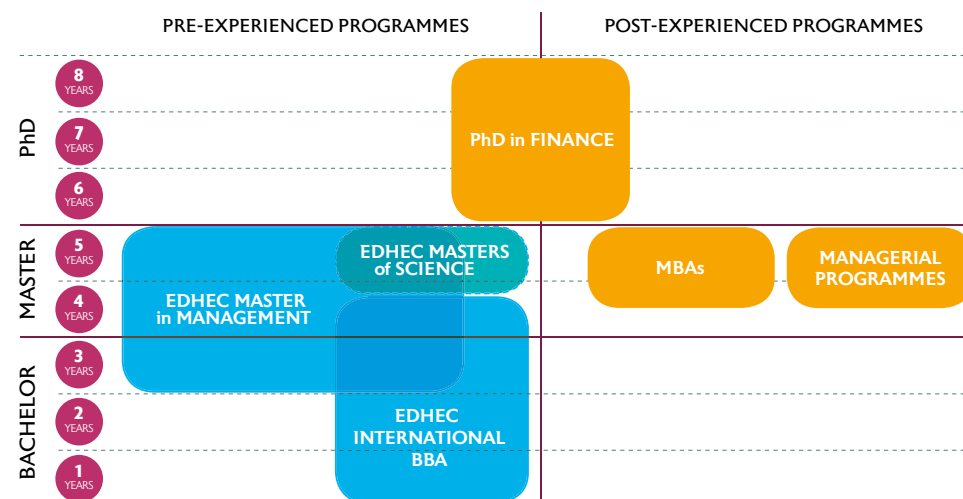 PRE-EXPERIENCED PROGRAMMES
POST-EXPERIENCED PROGRAMMES
PhD
8
YEARS
7
YEARS
6
YEARS
PhD in FINANCE
MASTER
5
YEARS
4
YEARS
EDHEC MASTERS
of SCIENCE
EDHEC MASTER
in MANAGEMENT
MBAs
MANAGERIAL
PROGRAMMES
BACHELOR
3
YEARS
2
YEARS
1
YEARS
EDHEC
INTERNATIONAL
BBA